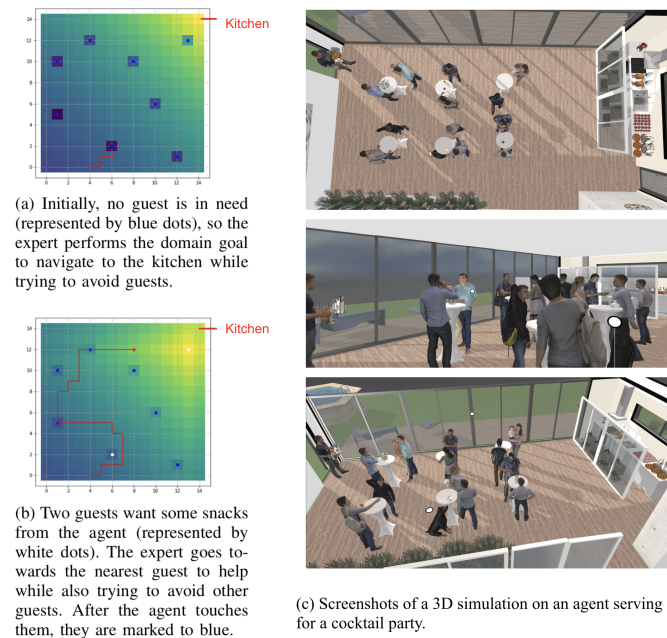 Kitchen
14
12
10
8
6
4
2
0
0 2 4 6 8 10 12 14
(a) Initially, no guest is in need
(represented by blue dots), so the
expert performs the domain goal
to navigate to the kitchen while
trying to avoid guests.
Kitchen
14
12
10
8
6
4
2
0
0 2 4 6 8 10 12 14
(b) Two guests want some snacks
from the agent (represented by
white dots). The expert goes to-
wards the nearest guest to help
while also trying to avoid other
guests. After the agent touches
them, they are marked to blue.
(c) Screenshots of a 3D simulation on an agent serving
for a cocktail party.